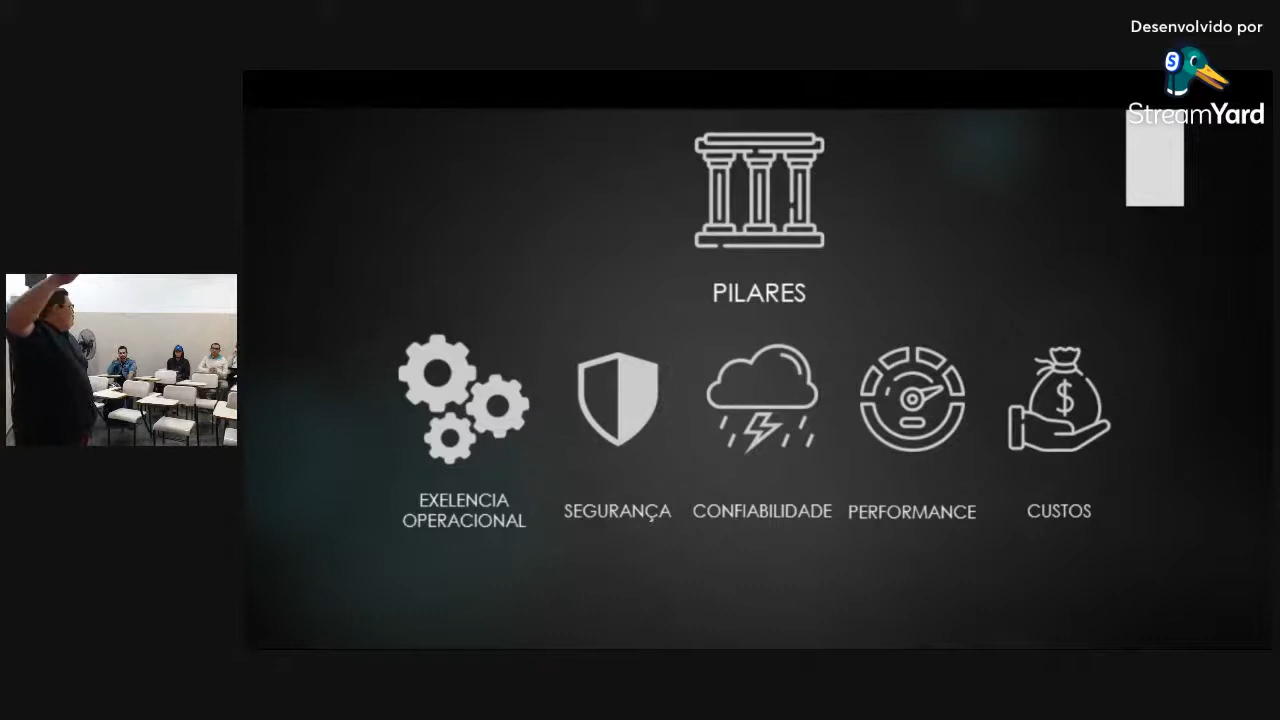 Desenvolvido por
StreamYard
PILARES
EXELENCIA
OPERACIONAL
SEGURANÇA
CONFIABILIDADE
PERFORMANCE
CUSTOS